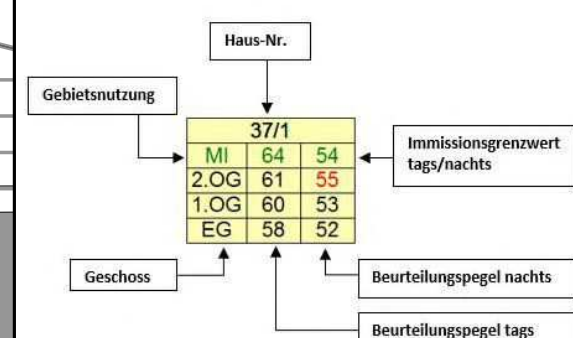 Haus-Nr.
Gebietsnutzung
37/1
MI 64 54
2.OG 61 55
1.OG 60 53
EG 58 52
Immissionsgrenzwert
tags/nachts
Geschoss
Beurteilungspegel nachts
Beurteilungspegel tags